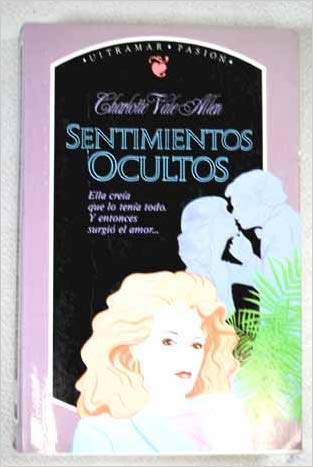 ULTRAMAR • PASION
Charlotte Vale Allen
SENTIMIENTOS
OCULTOS
Ella creía
que lo tenía todo.
Y entonces
surgió el amor...